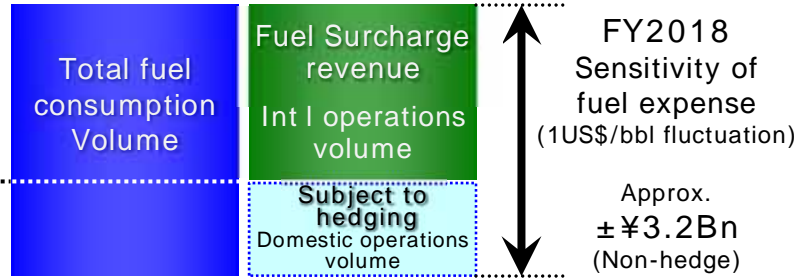 Total fuel
consumption
Volume
Fuel Surcharge
revenue
Int l operations
volume
Subject to
hedging
Domestic operations
volume
FY2018
Sensitivity of
fuel expense
(1US$/bbl fluctuation)
Approx.
±¥3.2Bn
(Non-hedge)